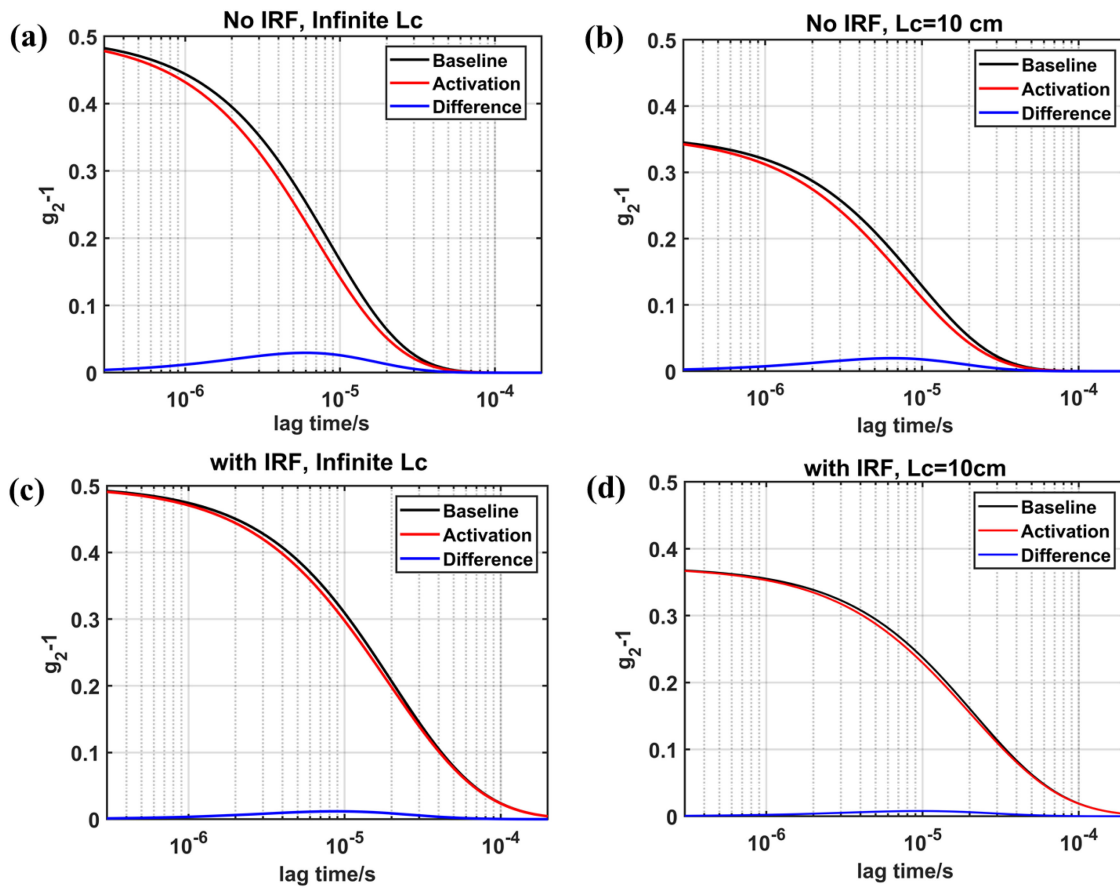 (a)
No IRF, Infinite Lc
0.5
0.4
0.3
0.2
0.1
0
g2-1
Baseline
Activation
Difference
10-6
10-5
10-4
lag time/s
(b)
No IRF, Lc=10 cm
0.5
0.4
0.3
0.2
0.1
0
g2-1
Baseline
Activation
Difference
10-6
10-5
10-4
lag time/s
(c)
with IRF, Infinite Lc
0.5
0.4
0.3
0.2
0.1
0
g2-1
Baseline
Activation
Difference
10-6
10-5
10-4
lag time/s
(d)
with IRF, Lc=10cm
0.5
0.4
0.3
0.2
0.1
0
g2-1
Baseline
Activation
Difference
10-6
10-5
10-4
lag time/s